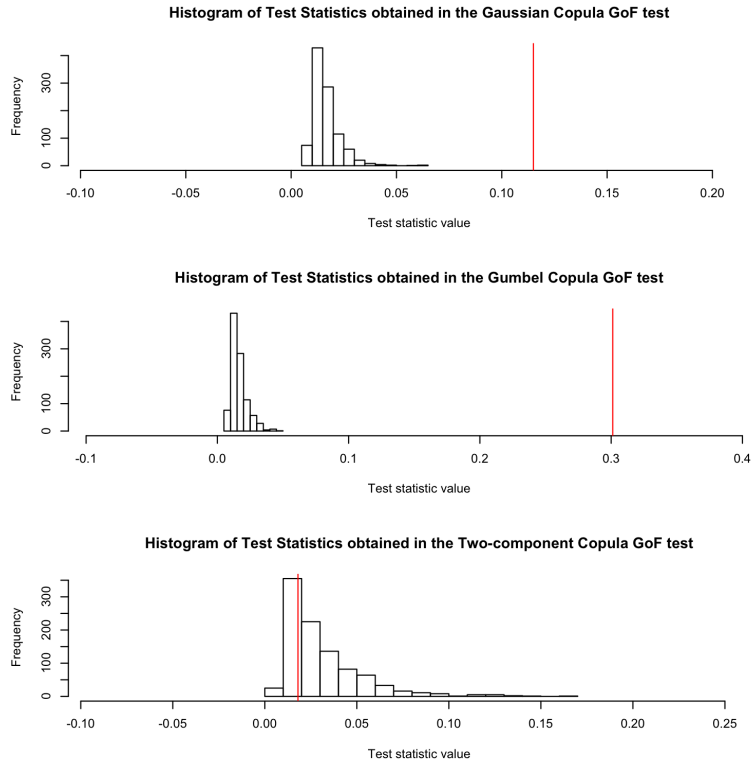 Histogram of Test Statistics obtained in the Gaussian Copula GoF test
Frequency
0 100 300
-0.10 -0.05 0.00 0.05 0.10 0.15 0.20
Test statistic value
Histogram of Test Statistics obtained in the Gumbel Copula GoF test
Frequency
0 100 300
-0.1 0.0 0.1 0.2 0.3 0.4
Test statistic value
Histogram of Test Statistics obtained in the Two-component Copula GoF test
Frequency
0 100 200 300
-0.10 -0.05 0.00 0.05 0.10 0.15 0.20 0.25
Test statistic value